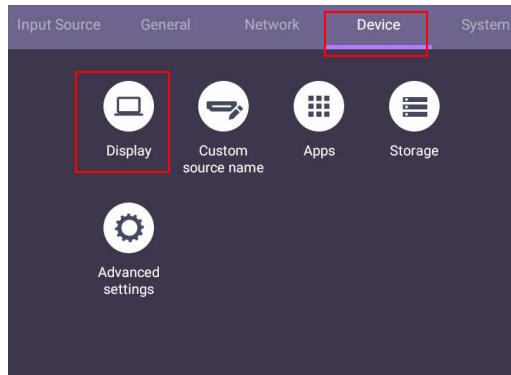 Input Source General Network Device System
Display Custom source name Apps Storage
Advanced settings